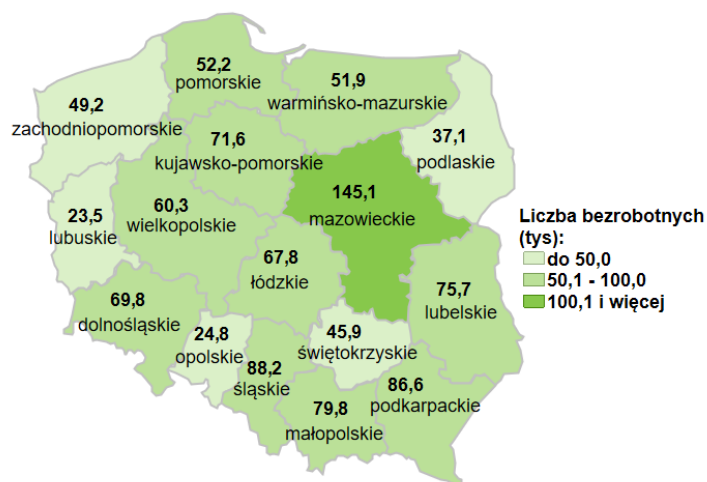 52,2
pomorskie
51,9
warmińsko-mazurskie
49,2
zachodniopomorskie
71,6
kujawsko-pomorskie
37,1
podlaskie
145,1
mazowieckie
60,3
wielkopolskie
23,5
lubuskie
Liczba bezrobotnych
(tys):
do 50,0
50,1 - 100,0
100,1 i więcej
67,8
łódzkie
75,7
lubelskie
69,8
dolnośląskie
24,8
opolskie
45,9
świętokrzyskie
88,2
śląskie
86,6
podkarpackie
79,8
małopolskie